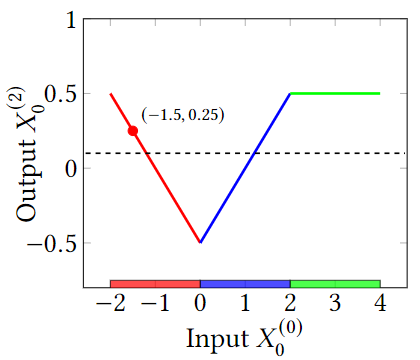 1
0.5
0
−0.5
Output X_0^{(2)}
(−1.5, 0.25)
−2 −1 0 1 2 3 4
Input X_0^{(0)}